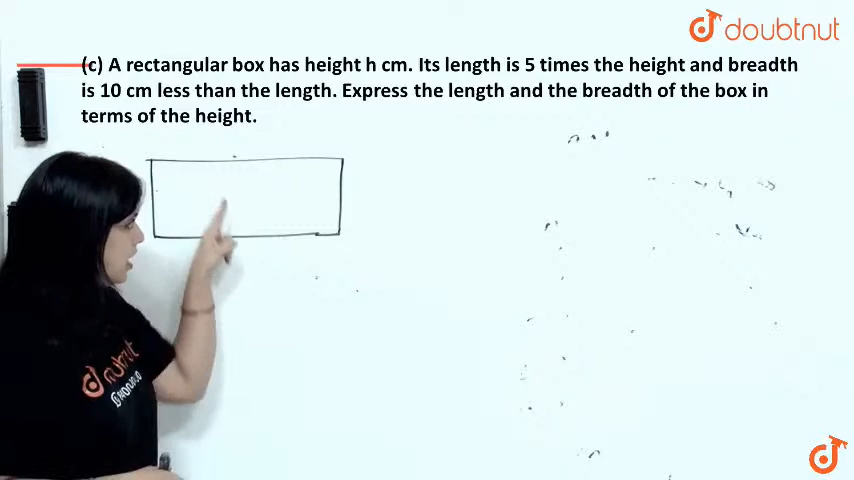 doubtnut
(c) A rectangular box has height h cm. Its length is 5 times the height and breadth
is 10 cm less than the length. Express the length and the breadth of the box in
terms of the height.